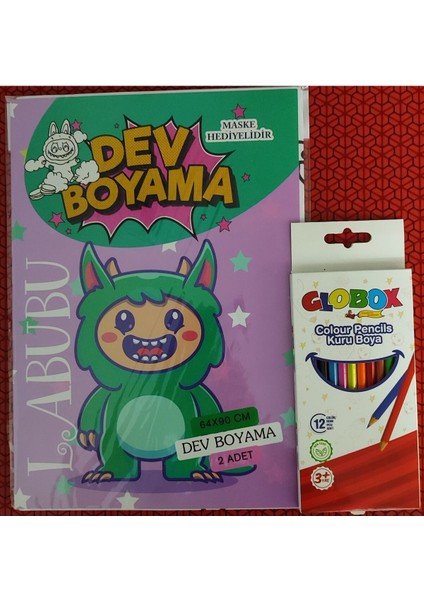 MASKE
HEDİYELİDİR
DEV
BOYAMA
LABUBU
64X90 CM
DEV BOYAMA
2 ADET
GLOBOX
Colour Pencils
Kuru Boya
12
3+